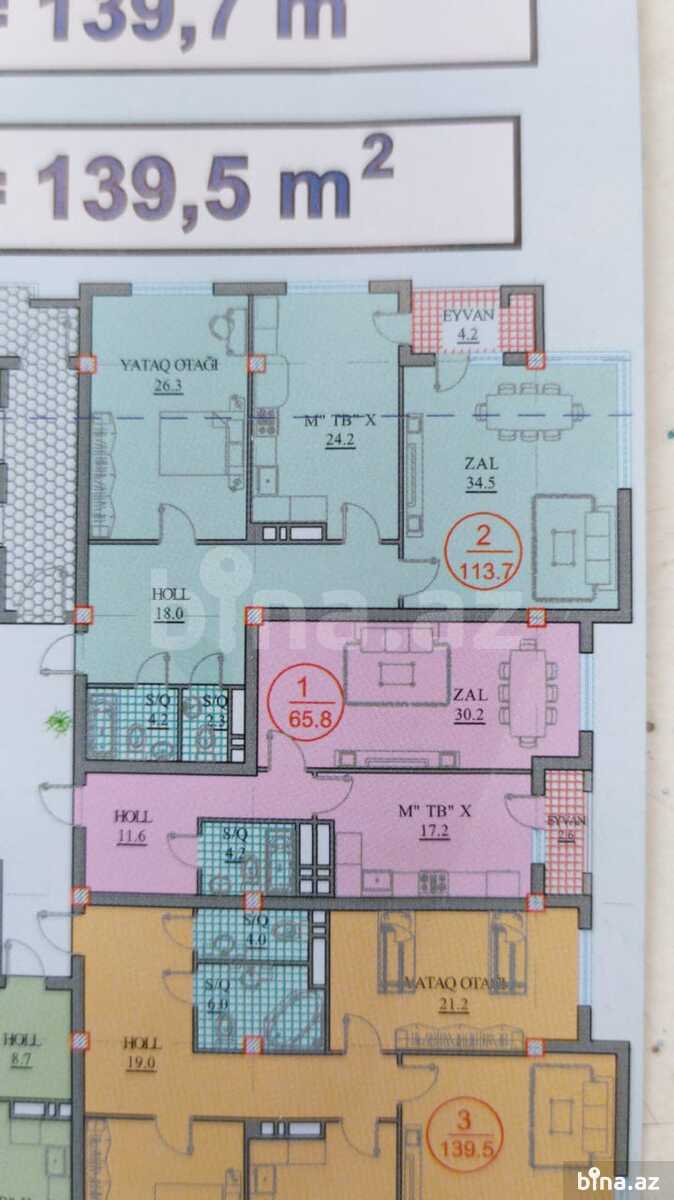 = 139,7 m
= 139,5 m²
EYVAN
4.2
YATAQ OTAĞI
26.3
M" TB" X
24.2
ZAL
34.5
2
113.7
HOLL
18.0
S/Q
4.2
S/Q
2.3
1
65.8
ZAL
30.2
HOLL
11.6
M" TB" X
17.2
EYVAN
2.6
S/Q
4.2
S/Q
4.0
S/Q
6.0
YATAQ OTAĞI
21.2
HOLL
8.7
HOLL
19.0
3
139.5
bina.az
bina.az